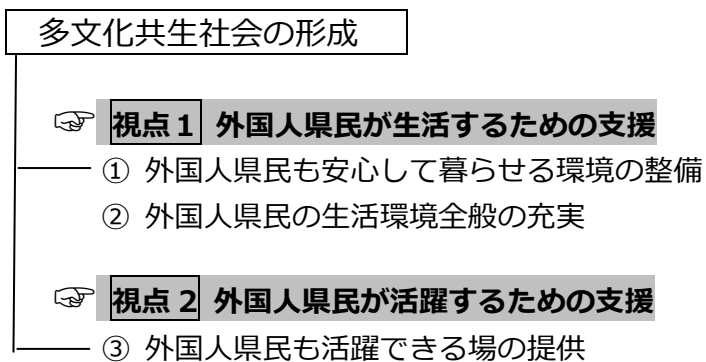 多文化共生社会の形成
☞ 視点1 外国人県民が生活するための支援
① 外国人県民も安心して暮らせる環境の整備
② 外国人県民の生活環境全般の充実
☞ 視点2 外国人県民が活躍するための支援
③ 外国人県民も活躍できる場の提供